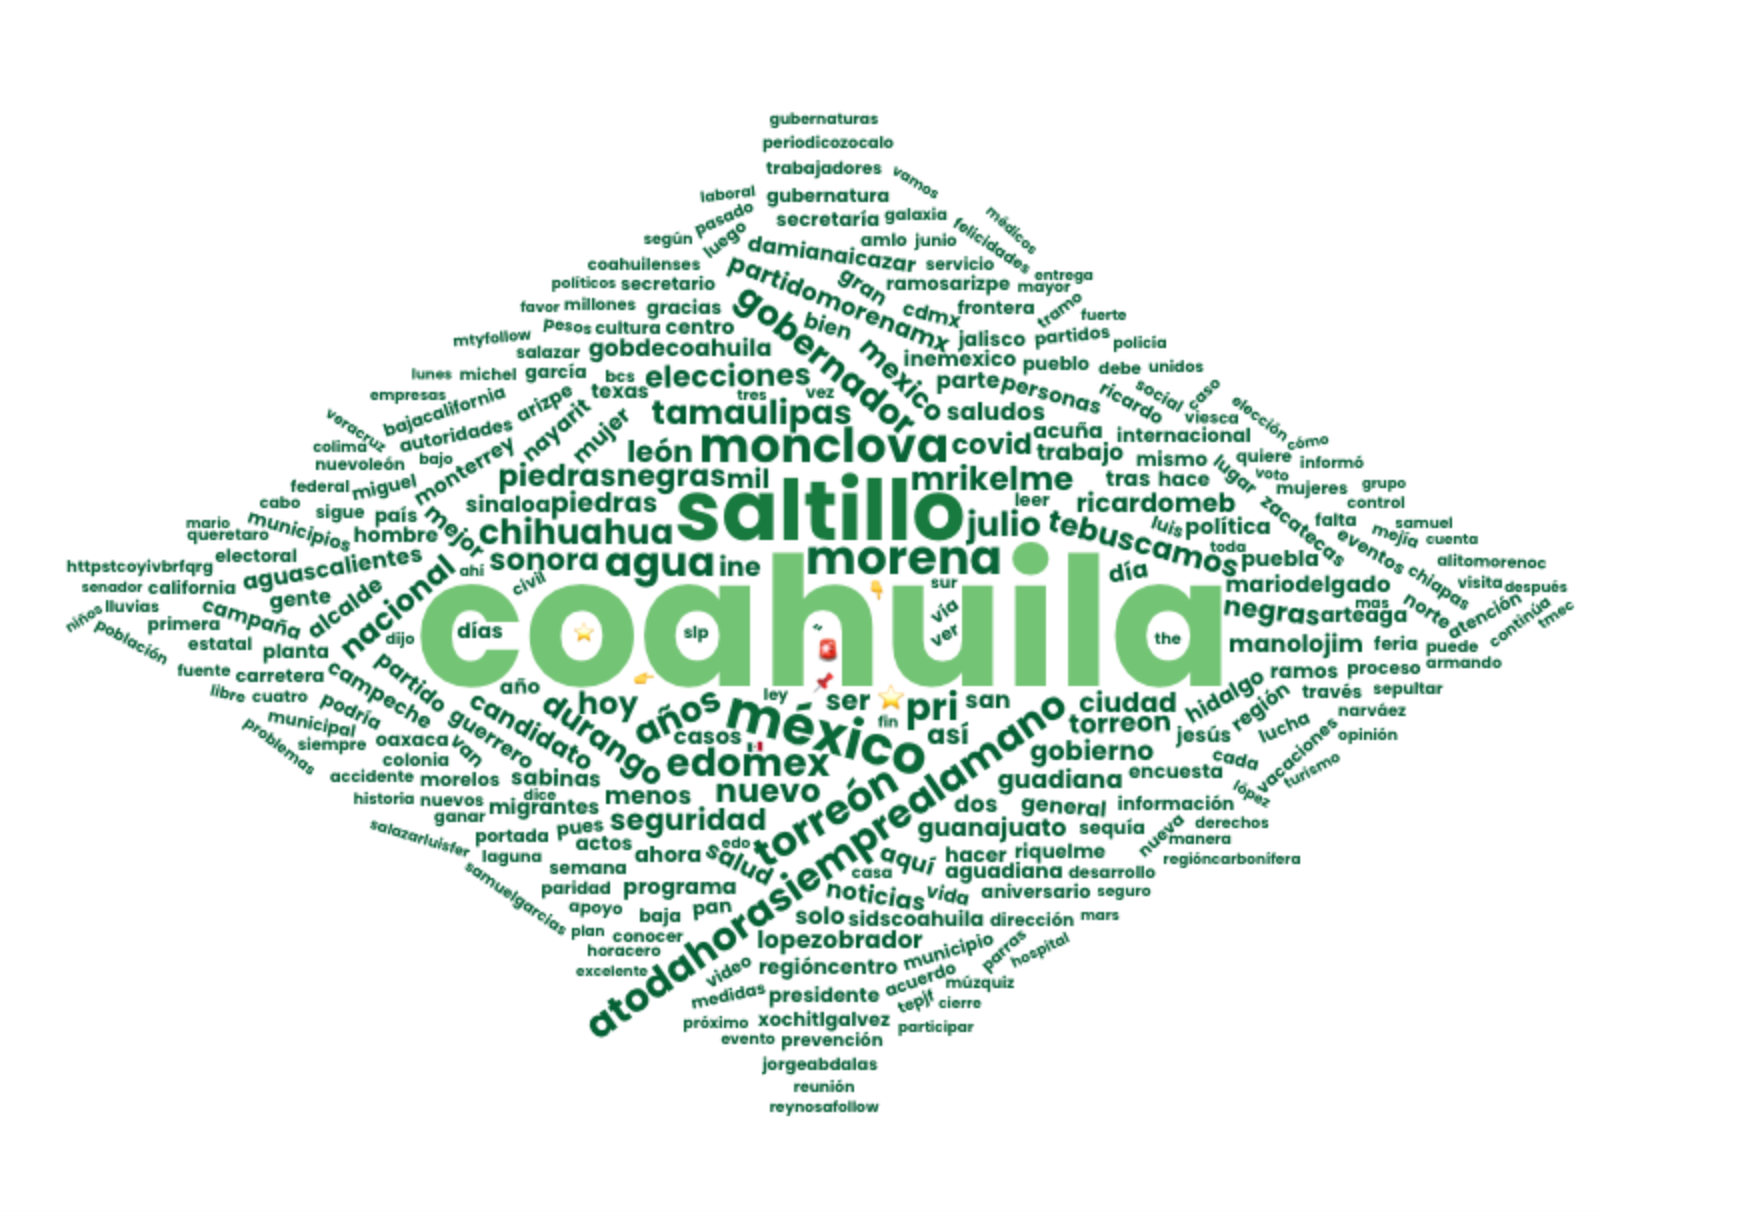 gubernaturas
periodicozocalo
trabajadores
vamos
laboral
gubernatura
pasado
secretaría
galaxia
médicos
según
luego
amlo
junio
felicidades
damianaicazar
coahuilenses
servicio
entrega
políticos
secretario
partidomorenamx
gran
ramosarizpe
mayor
favor
millones
gracias
gobernador
bien
cdmx
frontera
tramo
fuerte
pesos
cultura
centro
mtyfollow
salazar
gobdecoahuila
mexico
jalisco
partidos
policía
inemexico
pueblo
debe
unidos
lunes
michel
garcía
bcs
elecciones
parte
personas
ricardo
social
caso
empresas
bajacalifornia
arizpe
texas
tres
vez
elección
veracruz
autoridades
nayarit
mujer
tamaulipas
saludos
viesca
acuña
internacional
cómo
colima
monterrey
león
monclova
covid
trabajo
mismo
lugar
quiere
informó
nuevoleón
bajo
federal
miguel
piedrasnegras
mil
mrikelme
tras
hace
voto
mujeres
grupo
cabo
sigue
país
mejor
sinaloa
piedras
saltillo
leer
ricardomeb
zacatecas
control
mario
queretaro
municipios
hombre
chihuahua
julio
tebuscamos
luis
política
falta
mejía
samuel
cuenta
eventos
httpstcoyivbrfqrg
electoral
aguascalientes
nacional
ahí
sonora
agua
ine
morena
día
toda
puebla
chiapas
alitomorenoc
senador
california
gente
alcalde
civil
coahuila
sur
mariodelgado
norte
visita
después
niños
lluvias
campaña
vía
negras
arteaga
mas
atención
continúa
tmec
población
primera
estatal
planta
dijo
días
slp
ver
the
manolojim
feria
puede
armando
fuente
carretera
campeche
partido
año
ley
ser
pri
san
ciudad
hidalgo
ramos
proceso
región
través
sepultar
libre
cuatro
podría
candidato
durango
hoy
años
méxico
fin
torreon
narváez
problemas
municipal
siempre
oaxaca
guerrero
van
casos
así
gobierno
jesús
lucha
vacaciones
opinión
colonia
edomex
cada
turismo
accidente
morelos
sabinas
guadiana
encuesta
lópez
historia
nuevos
dice
migrantes
menos
nuevo
torreón
atodahorasiemprealamano
dos
general
información
ganar
salazarluisfer
portada
pues
seguridad
guanajuato
sequía
nueva
derechos
manera
laguna
actos
ahora
edo
salud
aquí
hacer
riquelme
regióncarbonífera
samuelgarcias
semana
casa
aguadiana
desarrollo
paridad
programa
noticias
vida
aniversario
seguro
apoyo
baja
pan
solo
sidscoahuila
dirección
mars
plan
conocer
lopezobrador
horacero
municipio
parras
hospital
excelente
video
regióncentro
acuerdo
múzquiz
medidas
presidente
tepjf
cierre
próximo
xochitlgalvez
participar
evento
prevención
jorgeabdalas
reunión
reynosafollow